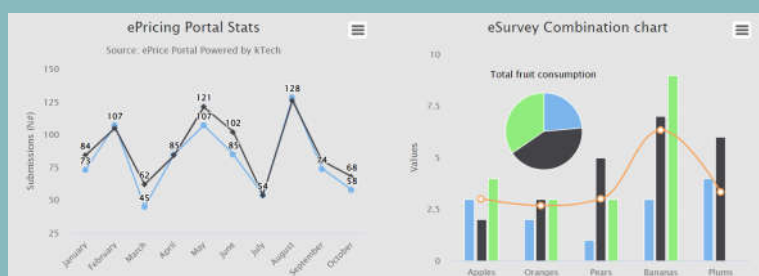 ePricing Portal Stats
Source: ePrice Portal Powered by kTech
Submissions (N#)
150
125
100
75
50
25
84
73
107
62
45
85
121
107
102
85
54
128
74
68
58
January
February
March
April
May
June
July
August
September
October
eSurvey Combination chart
Total fruit consumption
Values
10
7.5
5
2.5
0
Apples
Oranges
Pears
Bananas
Plums